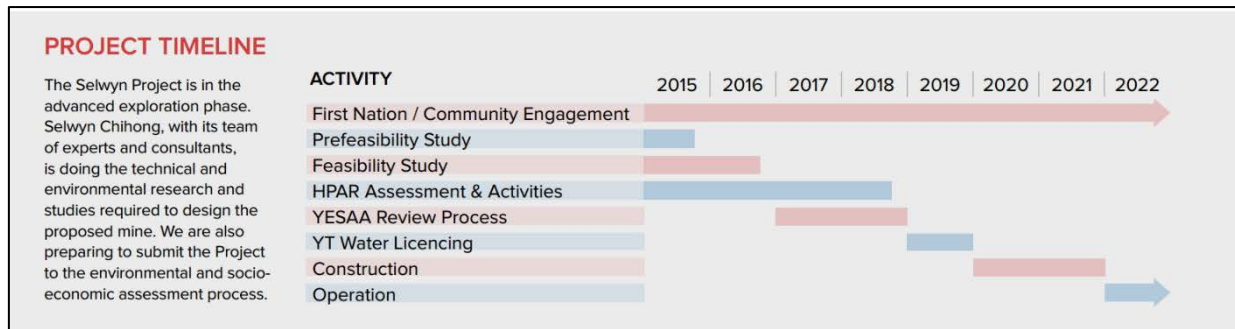 PROJECT TIMELINE
The Selwyn Project is in the
advanced exploration phase.
Selwyn Chihong, with its team
of experts and consultants,
is doing the technical and
environmental research and
studies required to design the
proposed mine. We are also
preparing to submit the Project
to the environmental and socio-
economic assessment process.
ACTIVITY 2015 2016 2017 2018 2019 2020 2021 2022
First Nation / Community Engagement
Prefeasibility Study
Feasibility Study
HPAR Assessment & Activities
YESAA Review Process
YT Water Licencing
Construction
Operation